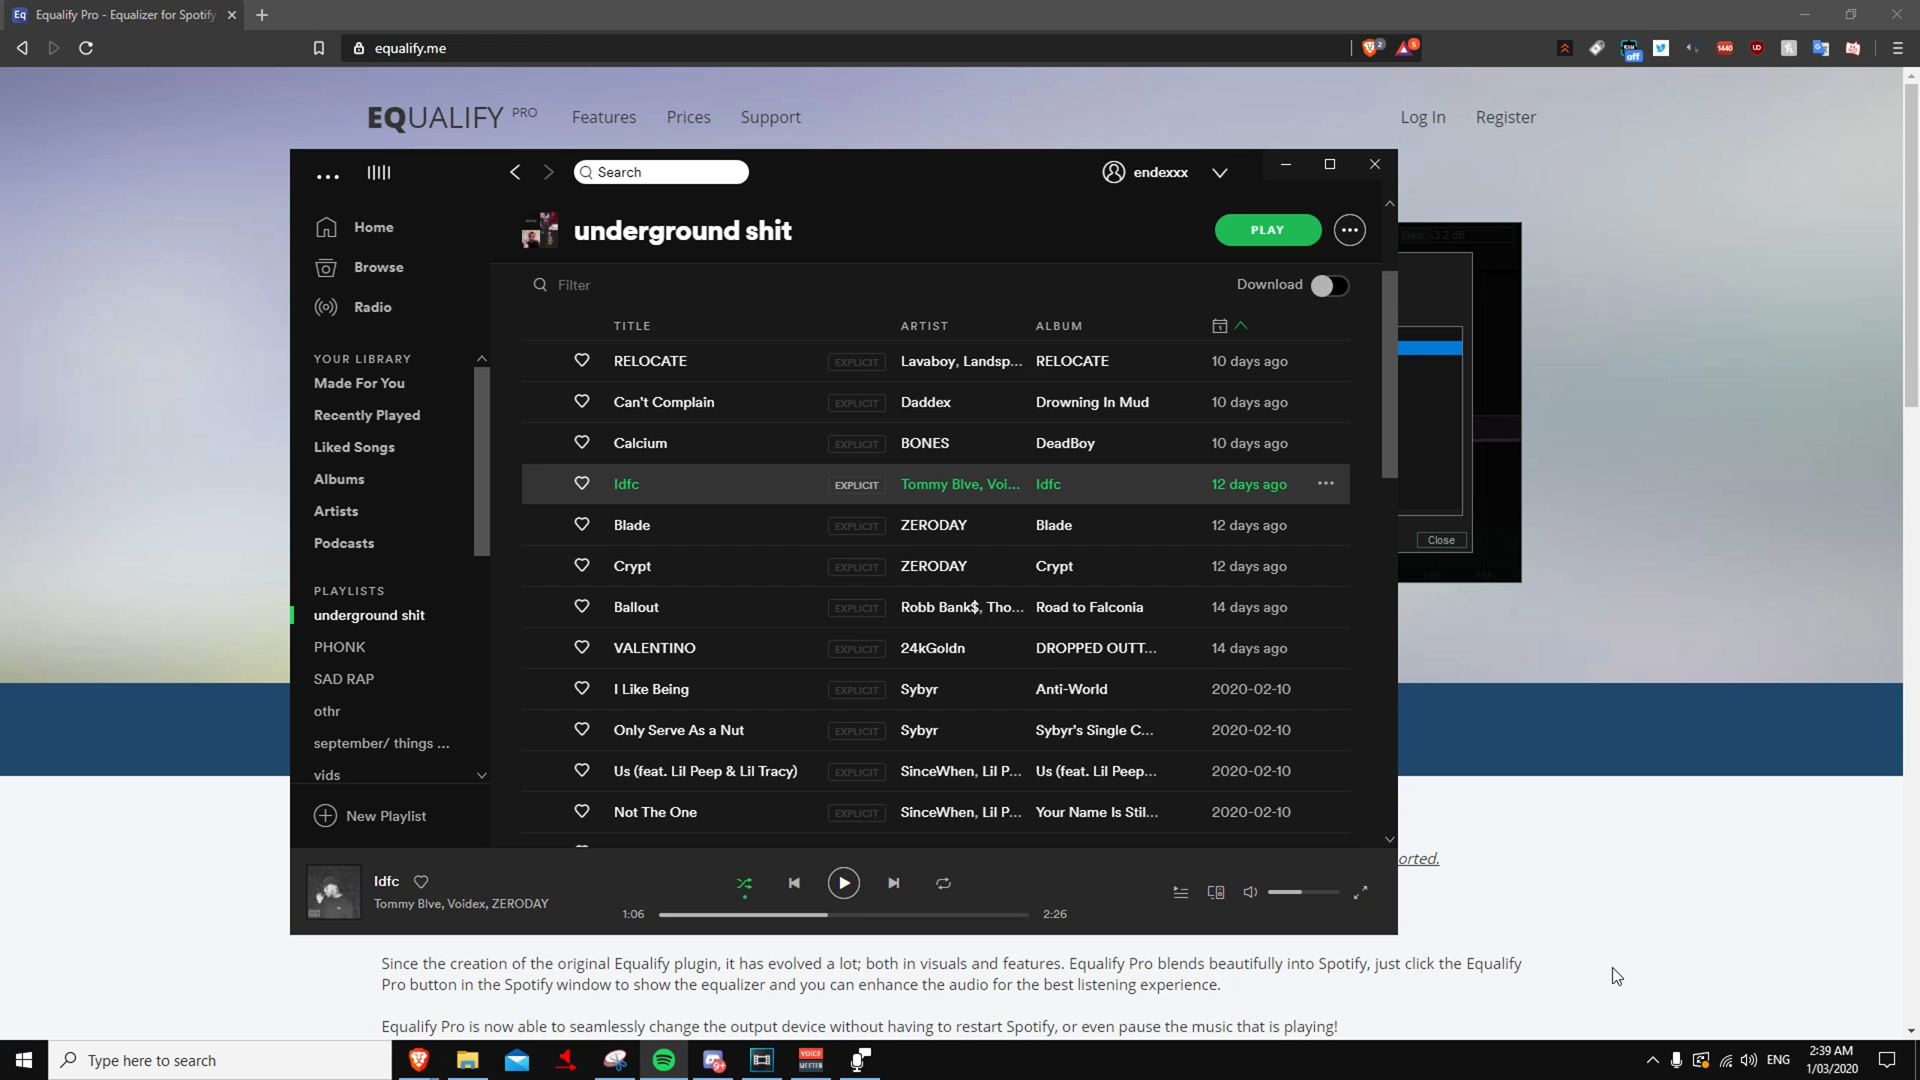 Equalify Pro - Equalizer for Spotify
equalify.me
2
5
off
1440
UD
EQUALIFY PRO
Features
Prices
Support
Log In
Register
Search
endexxx
Home
Browse
Radio
YOUR LIBRARY
Made For You
Recently Played
Liked Songs
Albums
Artists
Podcasts
PLAYLISTS
underground shit
PHONK
SAD RAP
othr
september/ things ...
vids
New Playlist
underground shit
PLAY
Filter
Download
TITLE ARTIST ALBUM
RELOCATE EXPLICIT Lavaboy, Landsp... RELOCATE 10 days ago
Can't Complain EXPLICIT Daddex Drowning In Mud 10 days ago
Calcium EXPLICIT BONES DeadBoy 10 days ago
Idfc EXPLICIT Tommy Blve, Voi... Idfc 12 days ago
Blade EXPLICIT ZERODAY Blade 12 days ago
Crypt EXPLICIT ZERODAY Crypt 12 days ago
Ballout EXPLICIT Robb Bank$, Tho... Road to Falconia 14 days ago
VALENTINO EXPLICIT 24kGoldn DROPPED OUTT... 14 days ago
I Like Being EXPLICIT Sybyr Anti-World 2020-02-10
Only Serve As a Nut EXPLICIT Sybyr Sybyr's Single C... 2020-02-10
Us (feat. Lil Peep & Lil Tracy) EXPLICIT SinceWhen, Lil P... Us (feat. Lil Peep... 2020-02-10
Not The One EXPLICIT SinceWhen, Lil P... Your Name Is Stil... 2020-02-10
Gain: -3.2 dB
Close
orted.
Idfc
Tommy Blve, Voidex, ZERODAY
1:06
2:26
Since the creation of the original Equalify plugin, it has evolved a lot; both in visuals and features. Equalify Pro blends beautifully into Spotify, just click the Equalify
Pro button in the Spotify window to show the equalizer and you can enhance the audio for the best listening experience.
Equalify Pro is now able to seamlessly change the output device without having to restart Spotify, or even pause the music that is playing!
Type here to search
9+
VOICE
MEETER
ENG
2:39 AM
1/03/2020